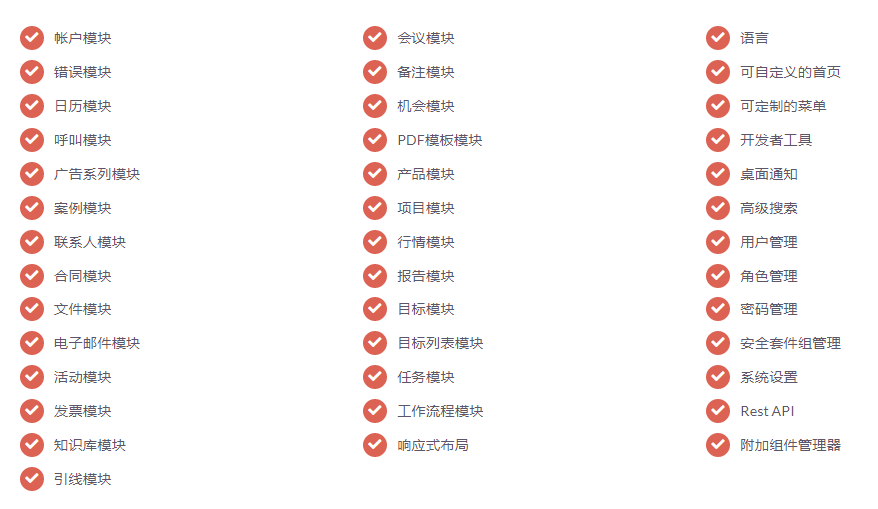 帐户模块
错误模块
日历模块
呼叫模块
广告系列模块
案例模块
联系人模块
合同模块
文件模块
电子邮件模块
活动模块
发票模块
知识库模块
引线模块
会议模块
备注模块
机会模块
PDF模板模块
产品模块
项目模块
行情模块
报告模块
目标模块
目标列表模块
任务模块
工作流程模块
响应式布局
语言
可自定义的首页
可定制的菜单
开发者工具
桌面通知
高级搜索
用户管理
角色管理
密码管理
安全套件组管理
系统设置
Rest API
附加组件管理器